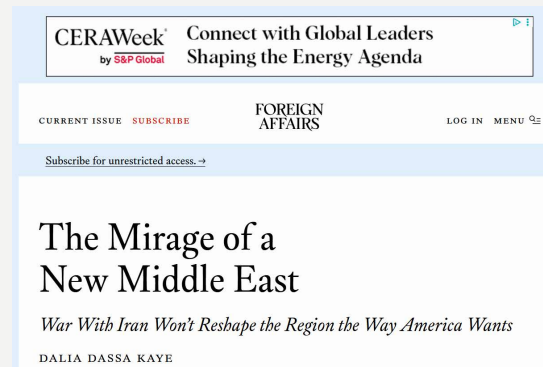 CERAWeek
by S&P Global
Connect with Global Leaders
Shaping the Energy Agenda
CURRENT ISSUE SUBSCRIBE
FOREIGN
AFFAIRS
LOG IN MENU
Subscribe for unrestricted access. →
The Mirage of a
New Middle East
War With Iran Won't Reshape the Region the Way America Wants
DALIA DASSA KAYE